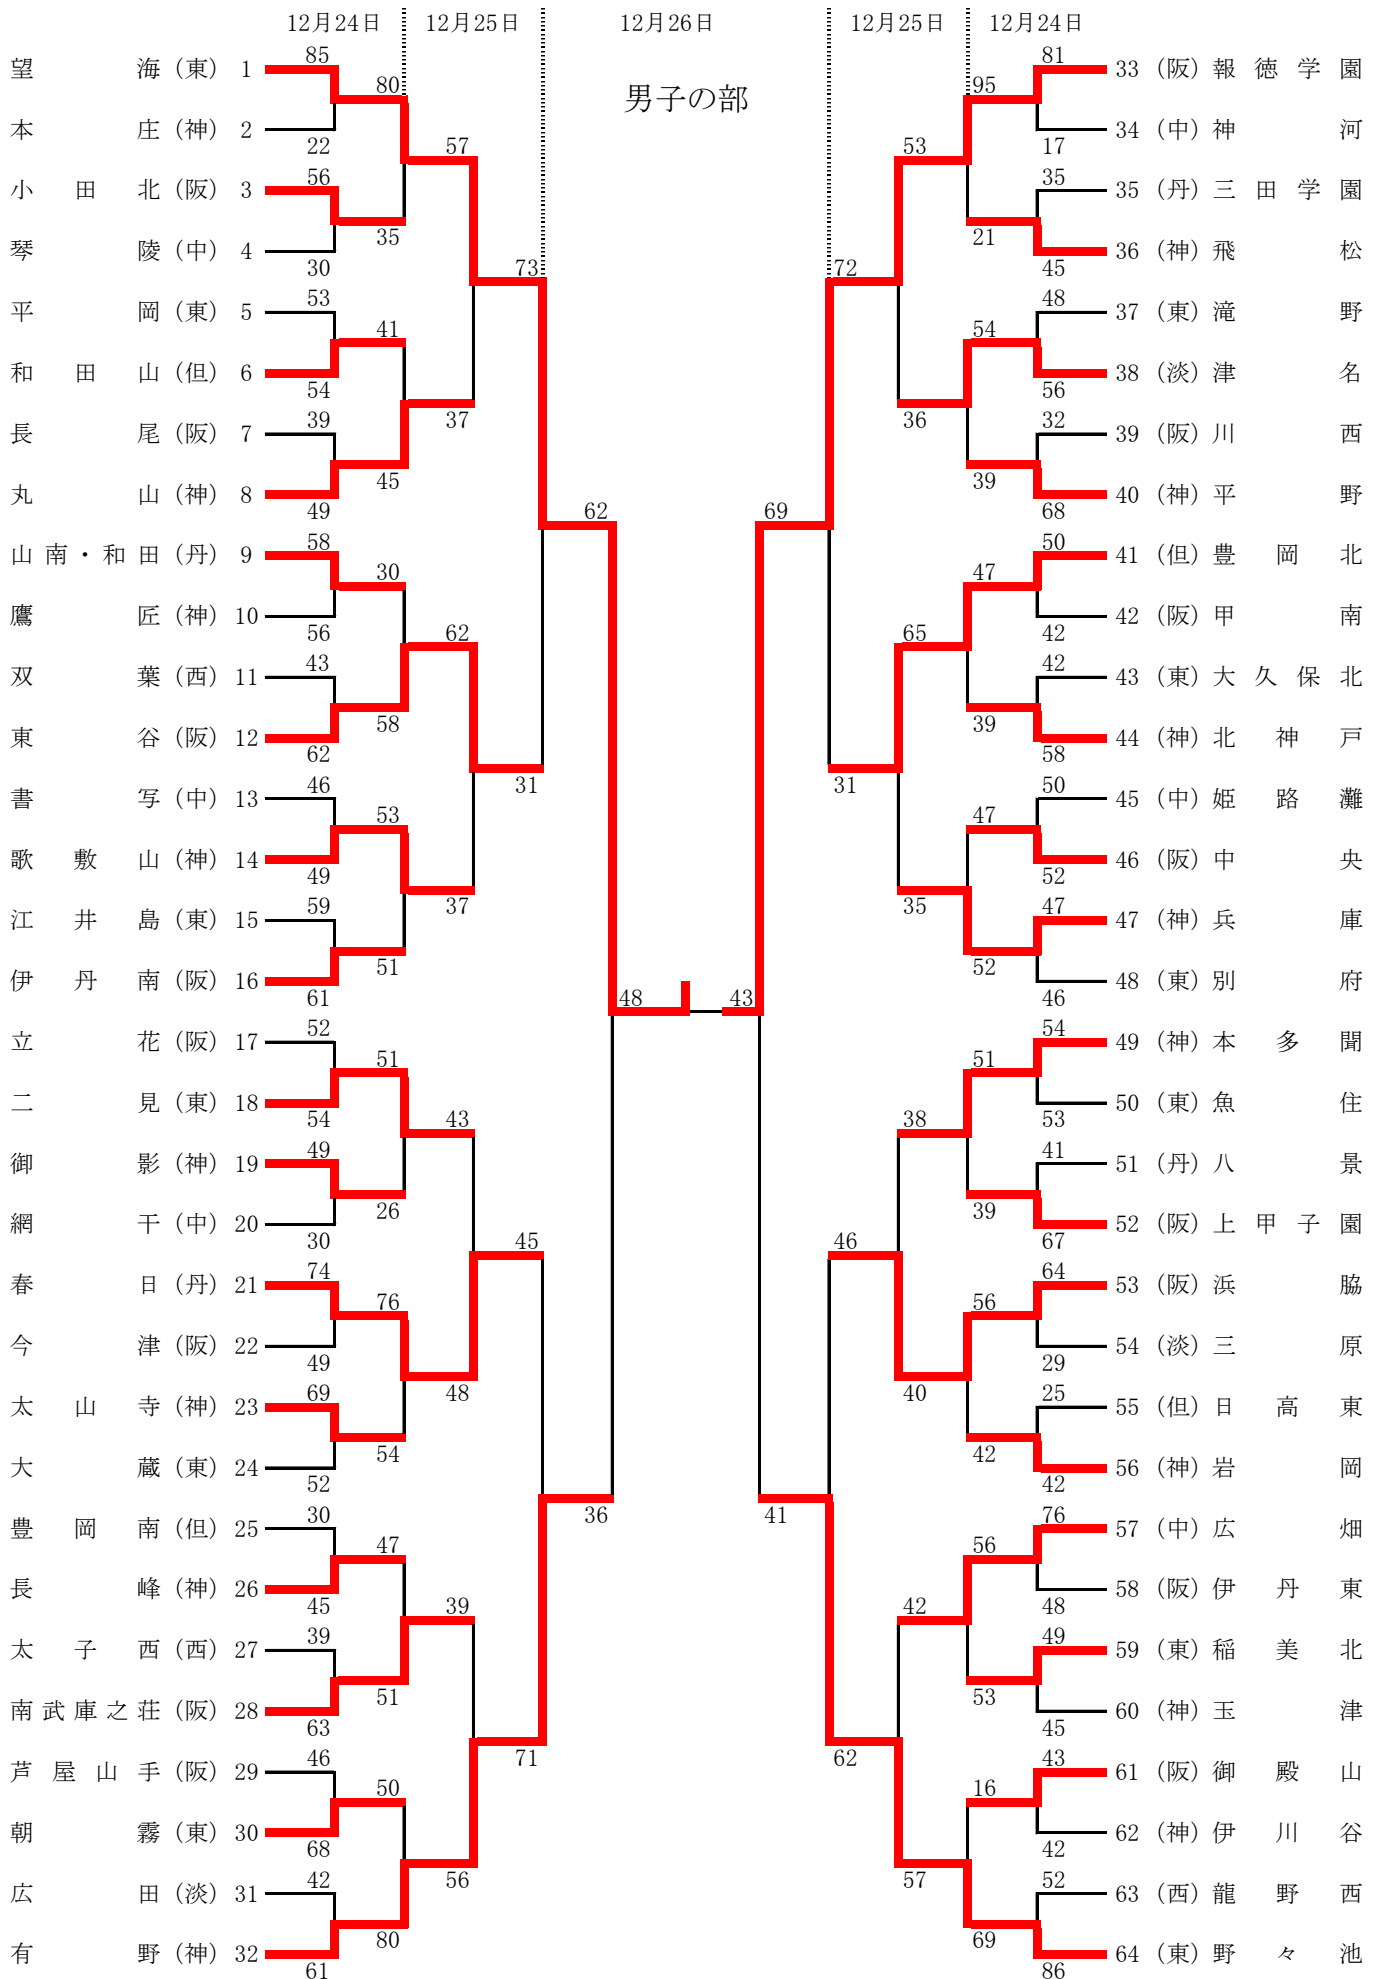 12月24日 12月25日 12月26日 12月25日 12月24日
男子の部
望海（東） 1
本庄（神） 2
小田北（阪） 3
琴陵（中） 4
平岡（東） 5
和田山（但） 6
長尾（阪） 7
丸山（神） 8
山南・和田（丹） 9
鷹匠（神） 10
双葉（西） 11
東谷（阪） 12
書写（中） 13
歌敷山（神） 14
江井島（東） 15
伊丹南（阪） 16
立花（阪） 17
二見（東） 18
御影（神） 19
網干（中） 20
春日（丹） 21
今津（阪） 22
太山寺（神） 23
大蔵（東） 24
豊岡南（但） 25
長峰（神） 26
太子西（西） 27
南武庫之荘（阪） 28
芦屋山手（阪） 29
朝霧（東） 30
広田（淡） 31
有野（神） 32
85
22
56
30
53
54
39
49
58
56
43
62
46
49
59
61
52
54
49
30
74
49
69
52
30
45
39
63
46
68
42
61
80
35
41
45
30
58
53
51
51
26
76
54
47
51
50
80
57
37
62
37
43
48
39
56
73
31
45
71
62
36
48
43
69
41
72
31
46
62
53
36
65
35
38
40
42
57
95
21
54
39
47
39
47
52
51
39
56
42
56
53
16
69
81
17
35
45
48
56
32
68
50
42
42
58
50
52
47
46
54
53
41
67
64
29
25
42
76
48
49
45
43
42
52
86
33 （阪）報徳学園
34 （中）神河
35 （丹）三田学園
36 （神）飛松
37 （東）滝野
38 （淡）津名
39 （阪）川西
40 （神）平野
41 （但）豊岡北
42 （阪）甲南
43 （東）大久保北
44 （神）北神戸
45 （中）姫路灘
46 （阪）中央
47 （神）兵庫
48 （東）別府
49 （神）本多聞
50 （東）魚住
51 （丹）八景
52 （阪）上甲子園
53 （阪）浜脇
54 （淡）三原
55 （但）日高東
56 （神）岩岡
57 （中）広畑
58 （阪）伊丹東
59 （東）稲美北
60 （神）玉津
61 （阪）御殿山
62 （神）伊川谷
63 （西）龍野西
64 （東）野々池